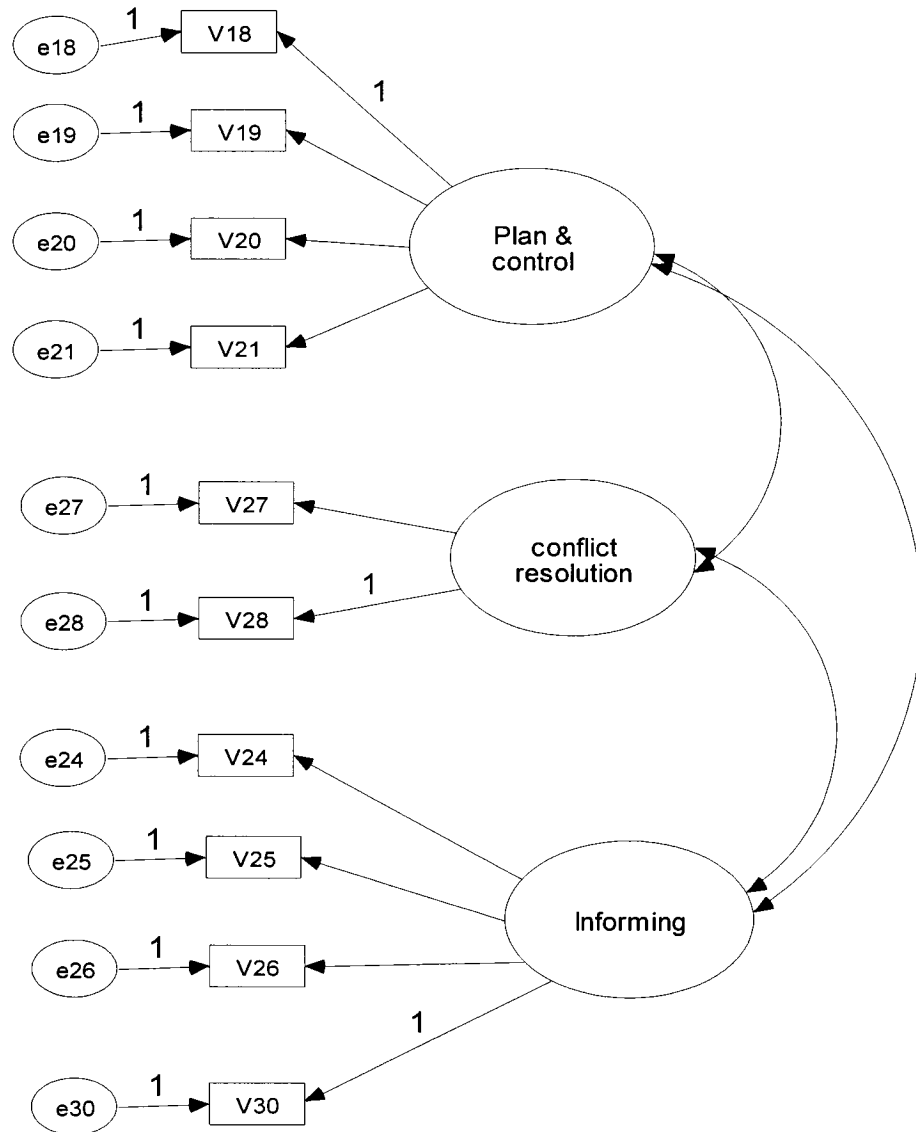 1
e18
V18
1
1
e19
V19
1
e20
V20
Plan &
control
1
e21
V21
1
e27
V27
conflict
resolution
1
1
e28
V28
1
e24
V24
1
e25
V25
Informing
1
e26
V26
1
1
e30
V30